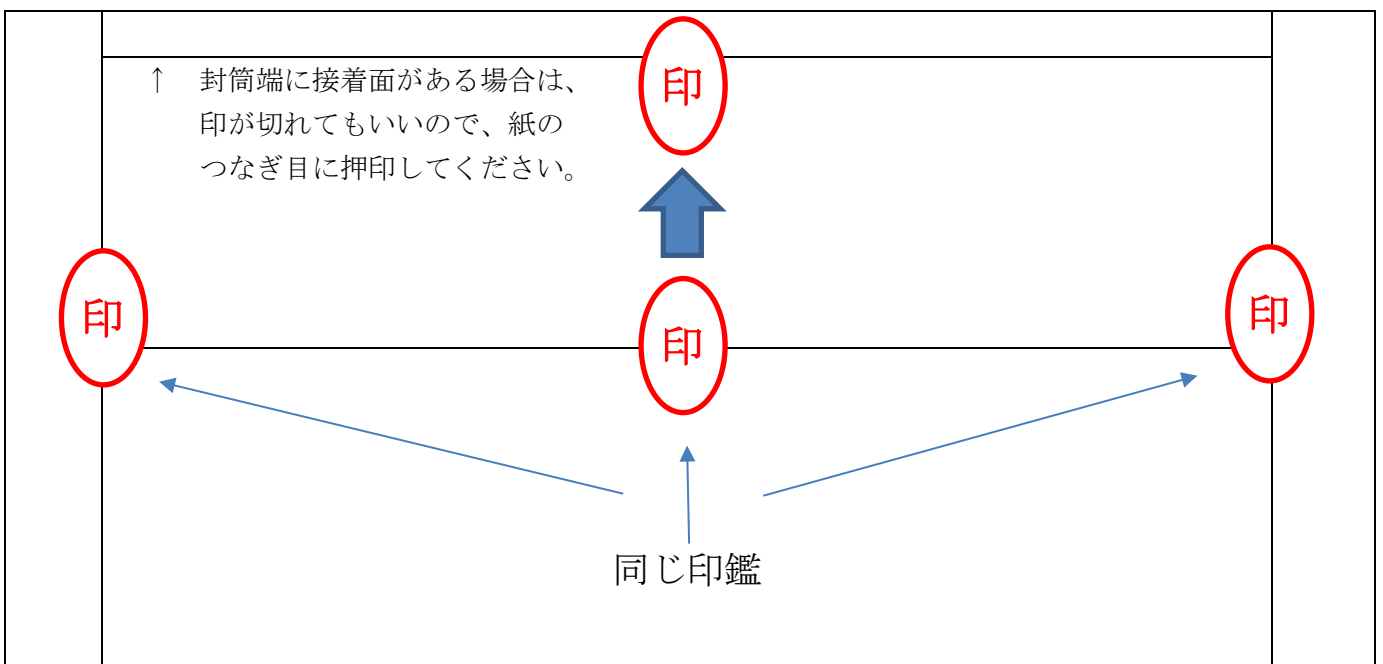 印
↑ 封筒端に接着面がある場合は、
印が切れてもいいので、紙の
つなぎ目に押印してください。
印
印
印
同じ印鑑